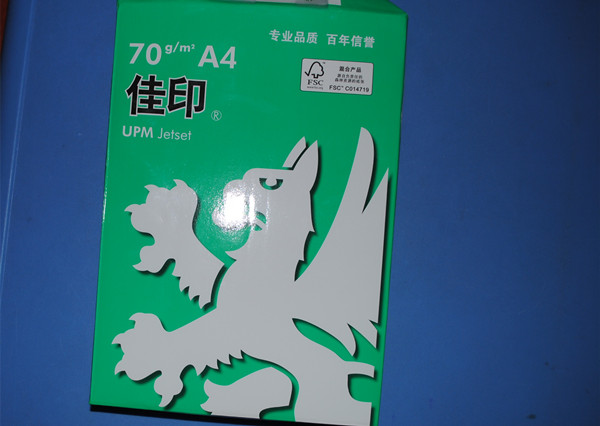 专业品质 百年信誉
70g/m² A4
混合产品
FSC
FSC™ C014719
佳印®
UPM Jetset